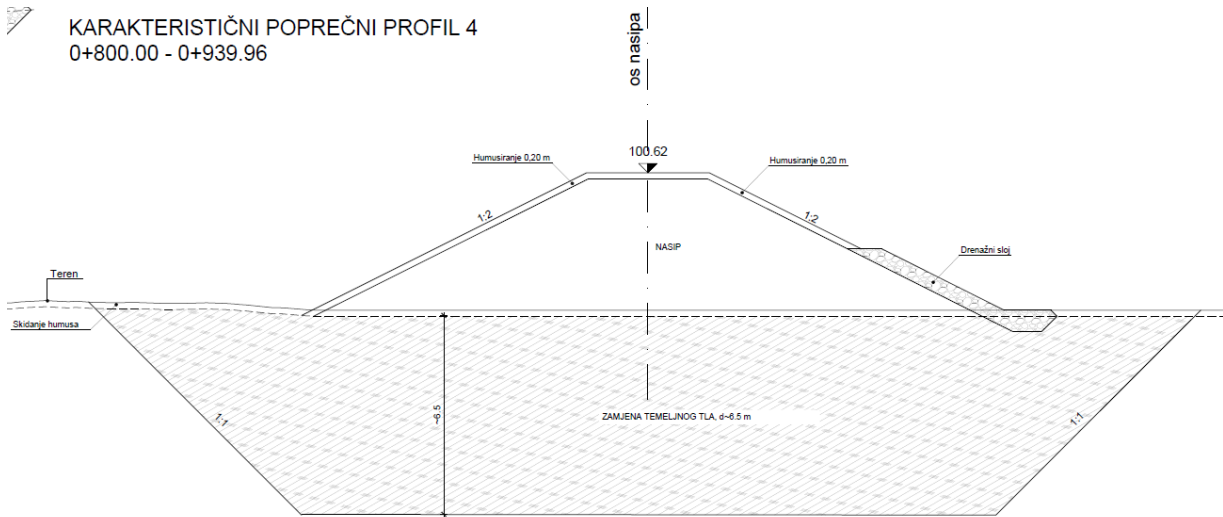 KARAKTERISTIČNI POPREČNI PROFIL 4
0+800.00 - 0+939.96
os nasipa
100.62
Humusiranje 0,20 m
Humusiranje 0,20 m
1:2
1:2
NASIP
Drenažni sloj
Teren
Skidanje humusa
~6.5
ZAMJENA TEMELJNOG TLA, d~6.5 m
1:1
1:1